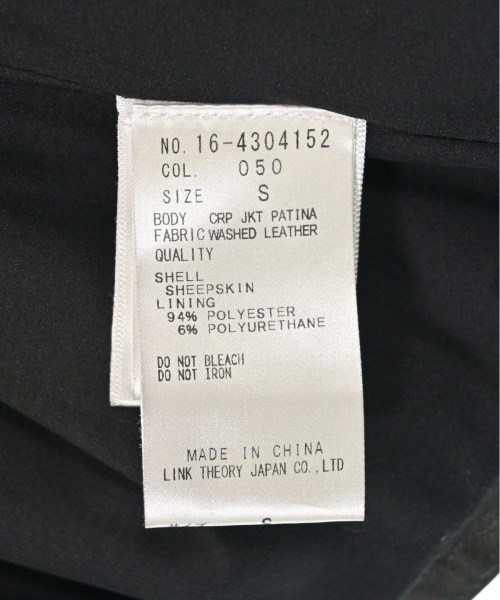 NO. 16-4304152
COL. 050
SIZE S
BODY CRP JKT PATINA
FABRIC WASHED LEATHER
QUALITY
SHELL
SHEEPSKIN
LINING
94% POLYESTER
6% POLYURETHANE
DO NOT BLEACH
DO NOT IRON
MADE IN CHINA
LINK THEORY JAPAN CO.,LTD